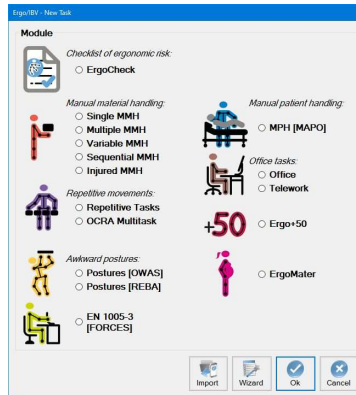 Ergo/IBV - New Task
Module
Checklist of ergonomic risk:
ErgoCheck
Manual material handling:
Single MMH
Multiple MMH
Variable MMH
Sequential MMH
Injured MMH
Repetitive movements:
Repetitive Tasks
OCRA Multitask
Awkward postures:
Postures [OWAS]
Postures [REBA]
EN 1005-3
[FORCES]
Manual patient handling:
MPH [MAPO]
Office tasks:
Office
Telework
+50
Ergo+50
ErgoMater
Import
Wizard
Ok
Cancel